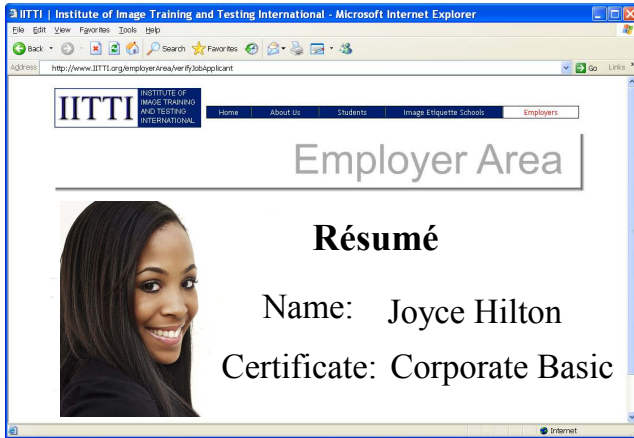 IITTI | Institute of Image Training and Testing International - Microsoft Internet Explorer
File Edit View Favorites Tools Help
Back Search Favorites
Address http://www.IITTI.org/employerArea/verifyJobApplicant Go Links »
IITTI
INSTITUTE OF
IMAGE TRAINING
AND TESTING
INTERNATIONAL
Home About Us Students Image Etiquette Schools Employers
Employer Area
Résumé
Name: Joyce Hilton
Certificate: Corporate Basic
Internet